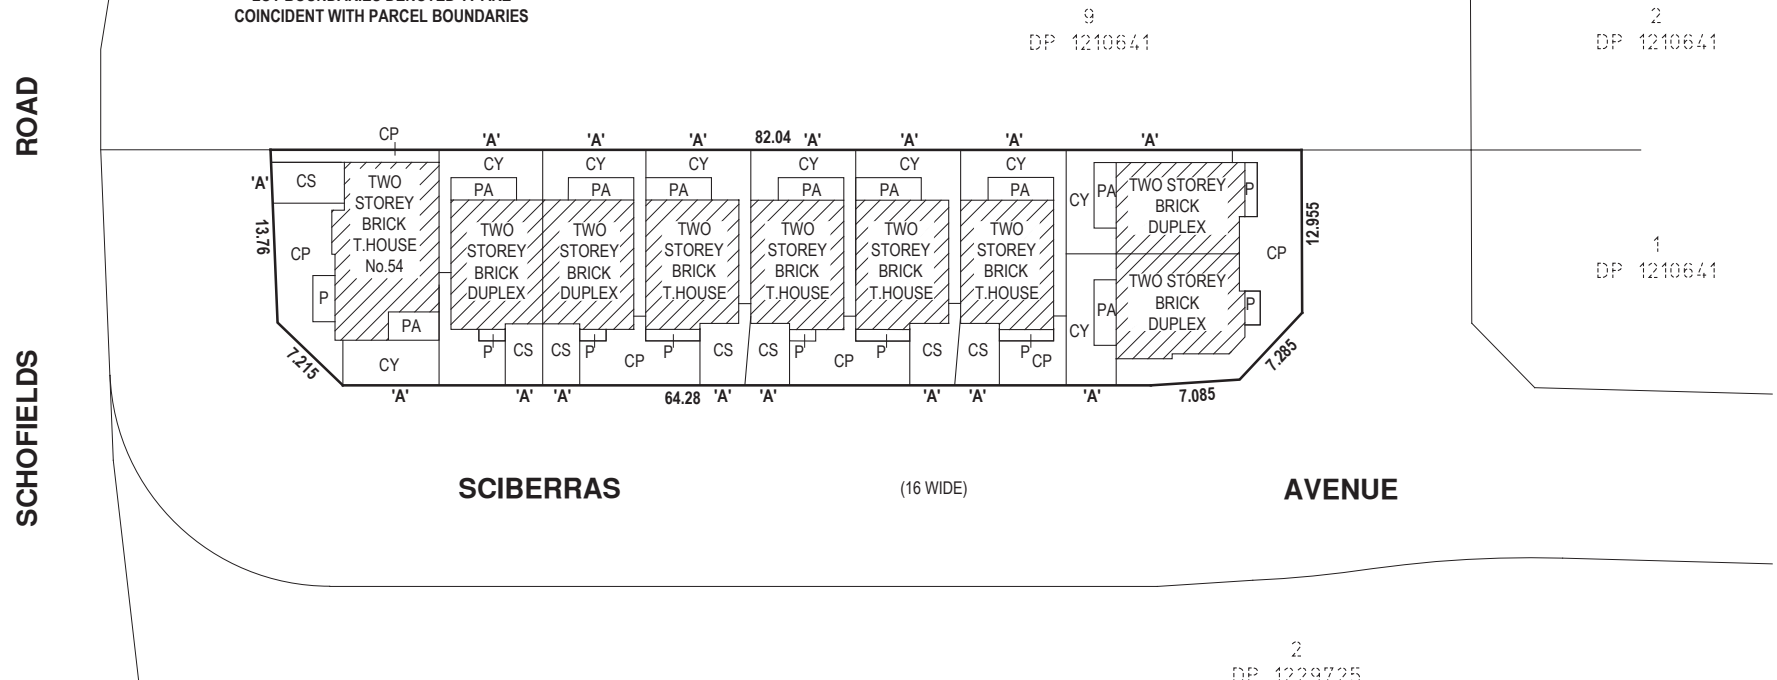 COINCIDENT WITH PARCEL BOUNDARIES
9
DP 1210641
2
DP 1210641
ROAD
SCHOFIELDS
CP
'A'
'A'
'A'
82.04
'A'
'A'
'A'
'A'
'A'
13.76
7.215
CS
CP
P
TWO
STOREY
BRICK
T.HOUSE
No.54
PA
CY
CY
PA
TWO
STOREY
BRICK
DUPLEX
P
CS
CY
PA
TWO
STOREY
BRICK
DUPLEX
CS
P
CP
CY
PA
TWO
STOREY
BRICK
T.HOUSE
CS
CY
PA
TWO
STOREY
BRICK
T.HOUSE
CS
P
CP
CY
PA
TWO
STOREY
BRICK
T.HOUSE
P
CS
CY
PA
TWO
STOREY
BRICK
T.HOUSE
CS
P
CP
CY
PA
TWO STOREY
BRICK
DUPLEX
P
CP
CY
PA
TWO STOREY
BRICK
DUPLEX
P
12.955
7.285
7.085
1
DP 1210641
'A'
'A'
'A'
64.28
'A'
'A'
'A'
'A'
'A'
SCIBERRAS
(16 WIDE)
AVENUE
2
DP 1229725